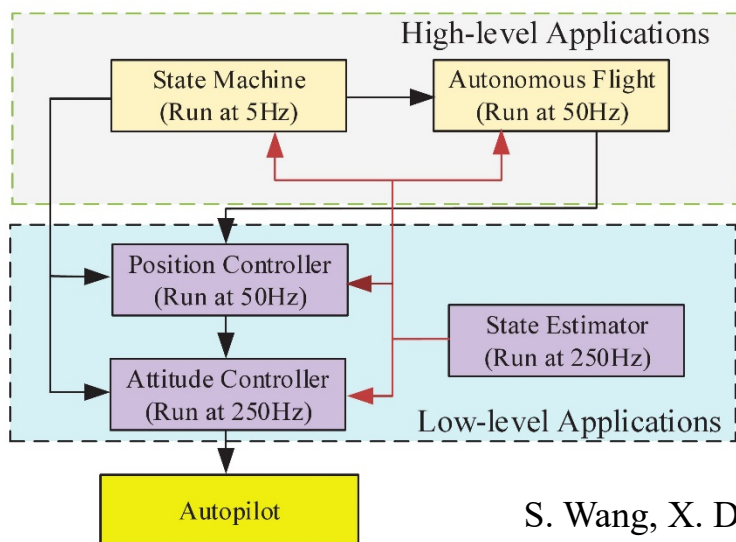 High-level Applications
State Machine
(Run at 5Hz)
Autonomous Flight
(Run at 50Hz)
Position Controller
(Run at 50Hz)
State Estimator
(Run at 250Hz)
Attitude Controller
(Run at 250Hz)
Low-level Applications
Autopilot
S. Wang, X. D